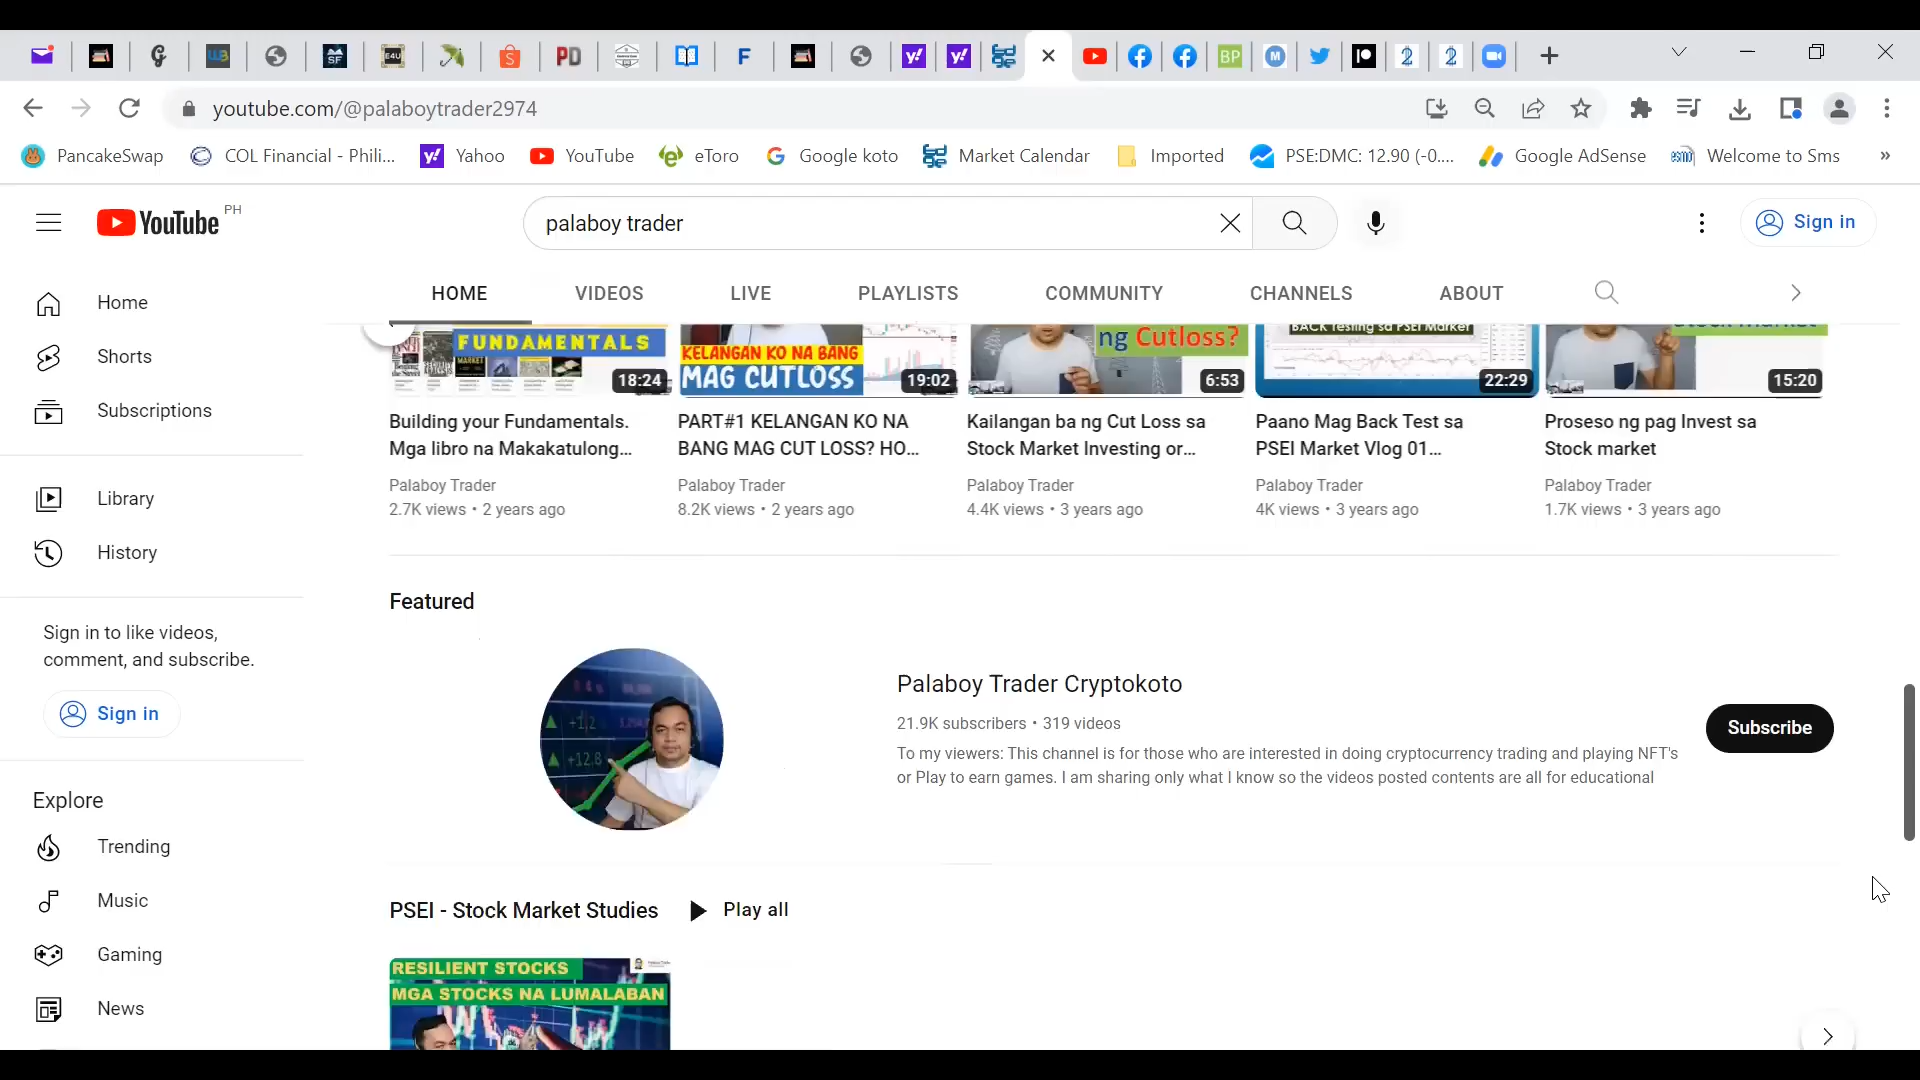 youtube.com/@palaboytrader2974
PancakeSwap
COL Financial - Phili...
Yahoo
YouTube
eToro
Google koto
Market Calendar
Imported
PSE:DMC: 12.90 (-0....
Google AdSense
Welcome to Sms
»
YouTube PH
palaboy trader
Sign in
Home
Shorts
Subscriptions
Library
History
Sign in to like videos,
comment, and subscribe.
Sign in
Explore
Trending
Music
Gaming
News
HOME
VIDEOS
LIVE
PLAYLISTS
COMMUNITY
CHANNELS
ABOUT
FUNDAMENTALS
18:24
Building your Fundamentals.
Mga libro na Makakatulong...
Palaboy Trader
2.7K views • 2 years ago
KELANGAN KO NA BANG
MAG CUTLOSS
19:02
PART#1 KELANGAN KO NA
BANG MAG CUT LOSS? HO...
Palaboy Trader
8.2K views • 2 years ago
ng Cutloss?
6:53
Kailangan ba ng Cut Loss sa
Stock Market Investing or...
Palaboy Trader
4.4K views • 3 years ago
BACK Testing sa PSEI Market
22:29
Paano Mag Back Test sa
PSEI Market Vlog 01...
Palaboy Trader
4K views • 3 years ago
15:20
Proseso ng pag Invest sa
Stock market
Palaboy Trader
1.7K views • 3 years ago
Featured
+1.2
+12.8
Palaboy Trader Cryptokoto
21.9K subscribers • 319 videos
To my viewers: This channel is for those who are interested in doing cryptocurrency trading and playing NFT's
or Play to earn games. I am sharing only what I know so the videos posted contents are all for educational
Subscribe
PSEI - Stock Market Studies
Play all
RESILIENT STOCKS
MGA STOCKS NA LUMALABAN